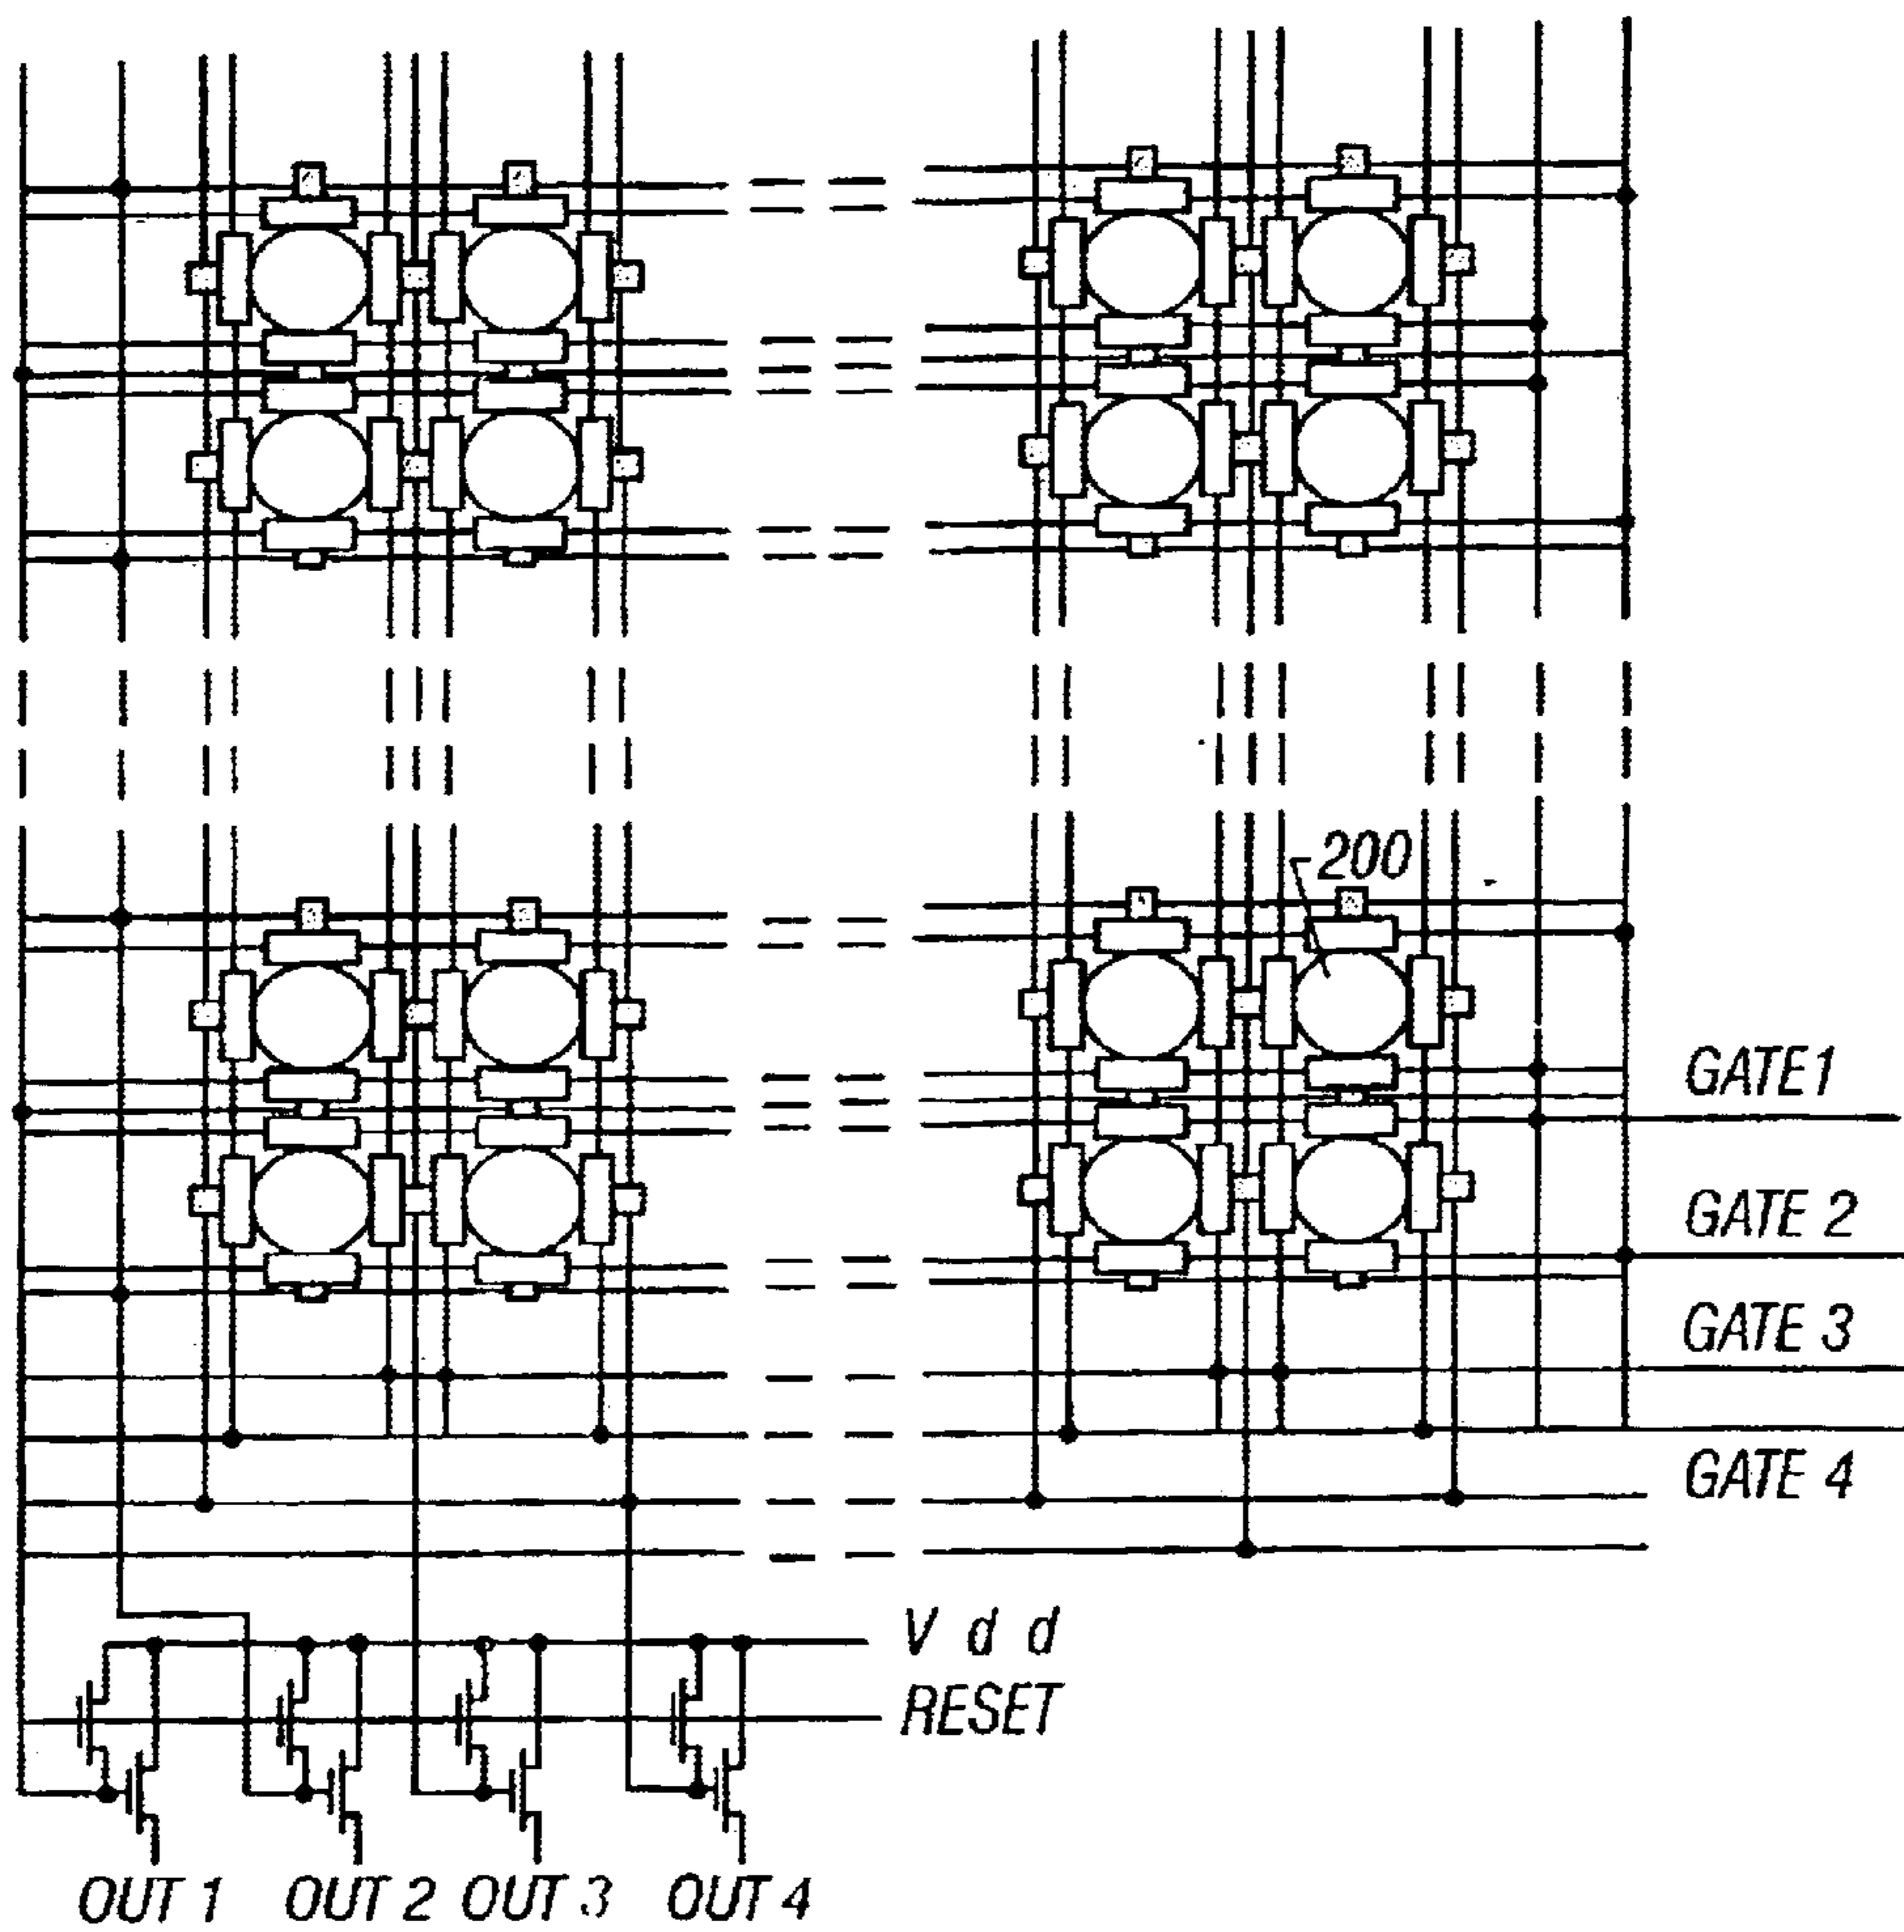 200
GATE1
GATE 2
GATE 3
GATE 4
V d d
RESET
OUT 1 OUT 2 OUT 3 OUT 4